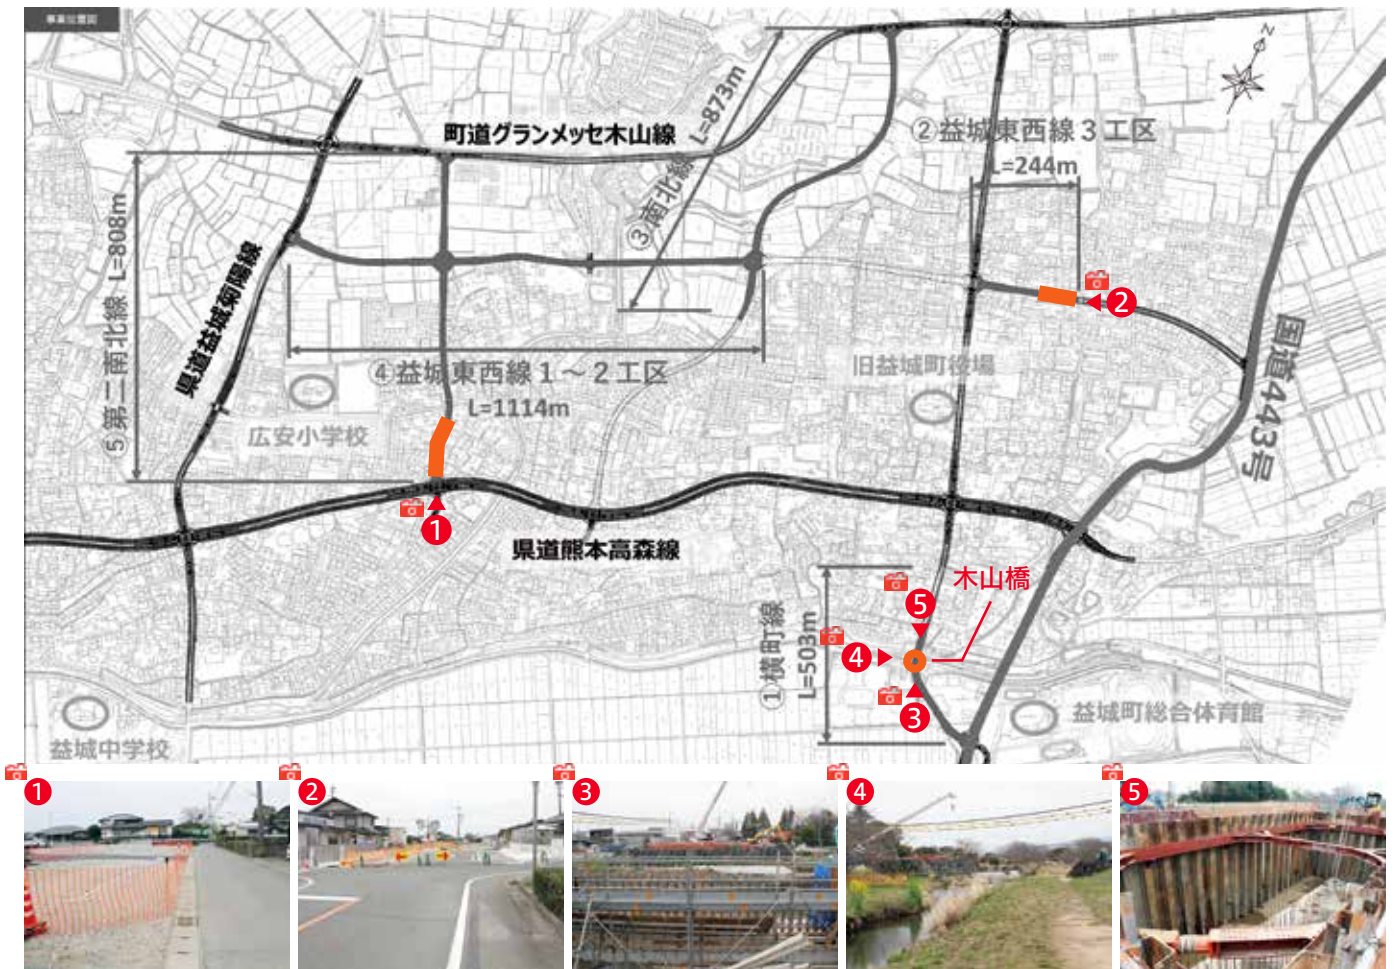 事業位置図
N
町道グランメッセ木山線
L=873m
③南北線
②益城東西線3工区
L=244m
⑤第二南北線 L=808m
県道益城菊陽線
2
国道443号
④益城東西線1～2工区
L=1114m
旧益城町役場
広安小学校
1
県道熊本高森線
木山橋
5
①横町線
L=503m
4
3
益城町総合体育館
益城中学校
1
2
3
4
5